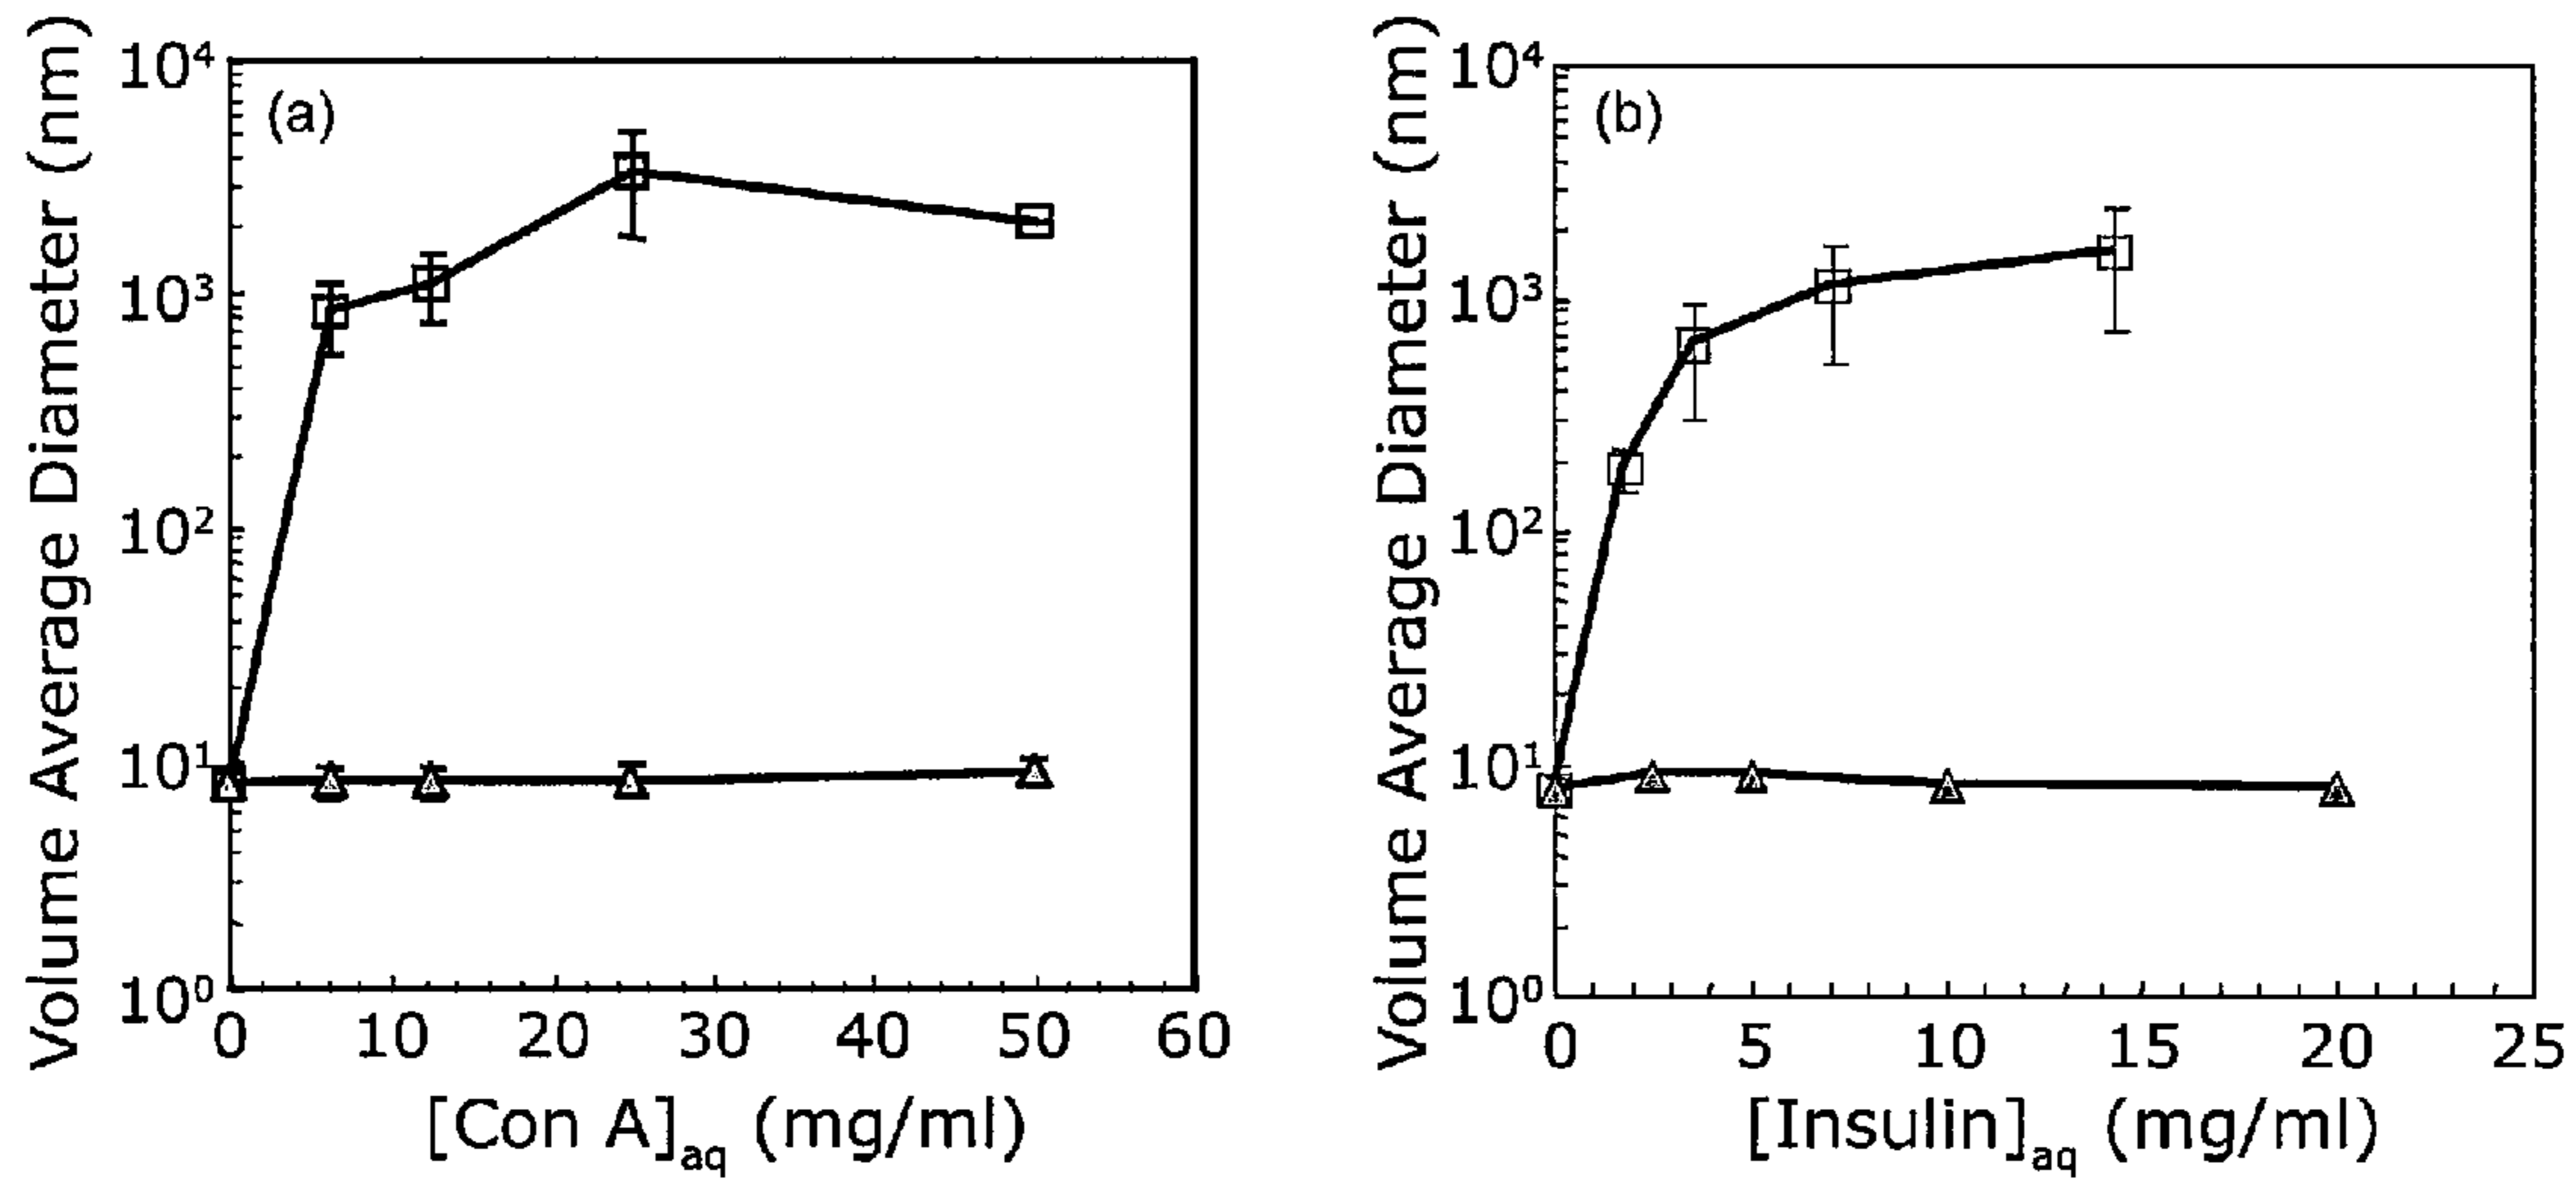 Volume Average Diameter (nm)
10⁴
10³
10²
10¹
10⁰
(a)
0 10 20 30 40 50 60
[Con A]aq (mg/ml)
Volume Average Diameter (nm)
10⁴
10³
10²
10¹
10⁰
(b)
0 5 10 15 20 25
[Insulin]aq (mg/ml)